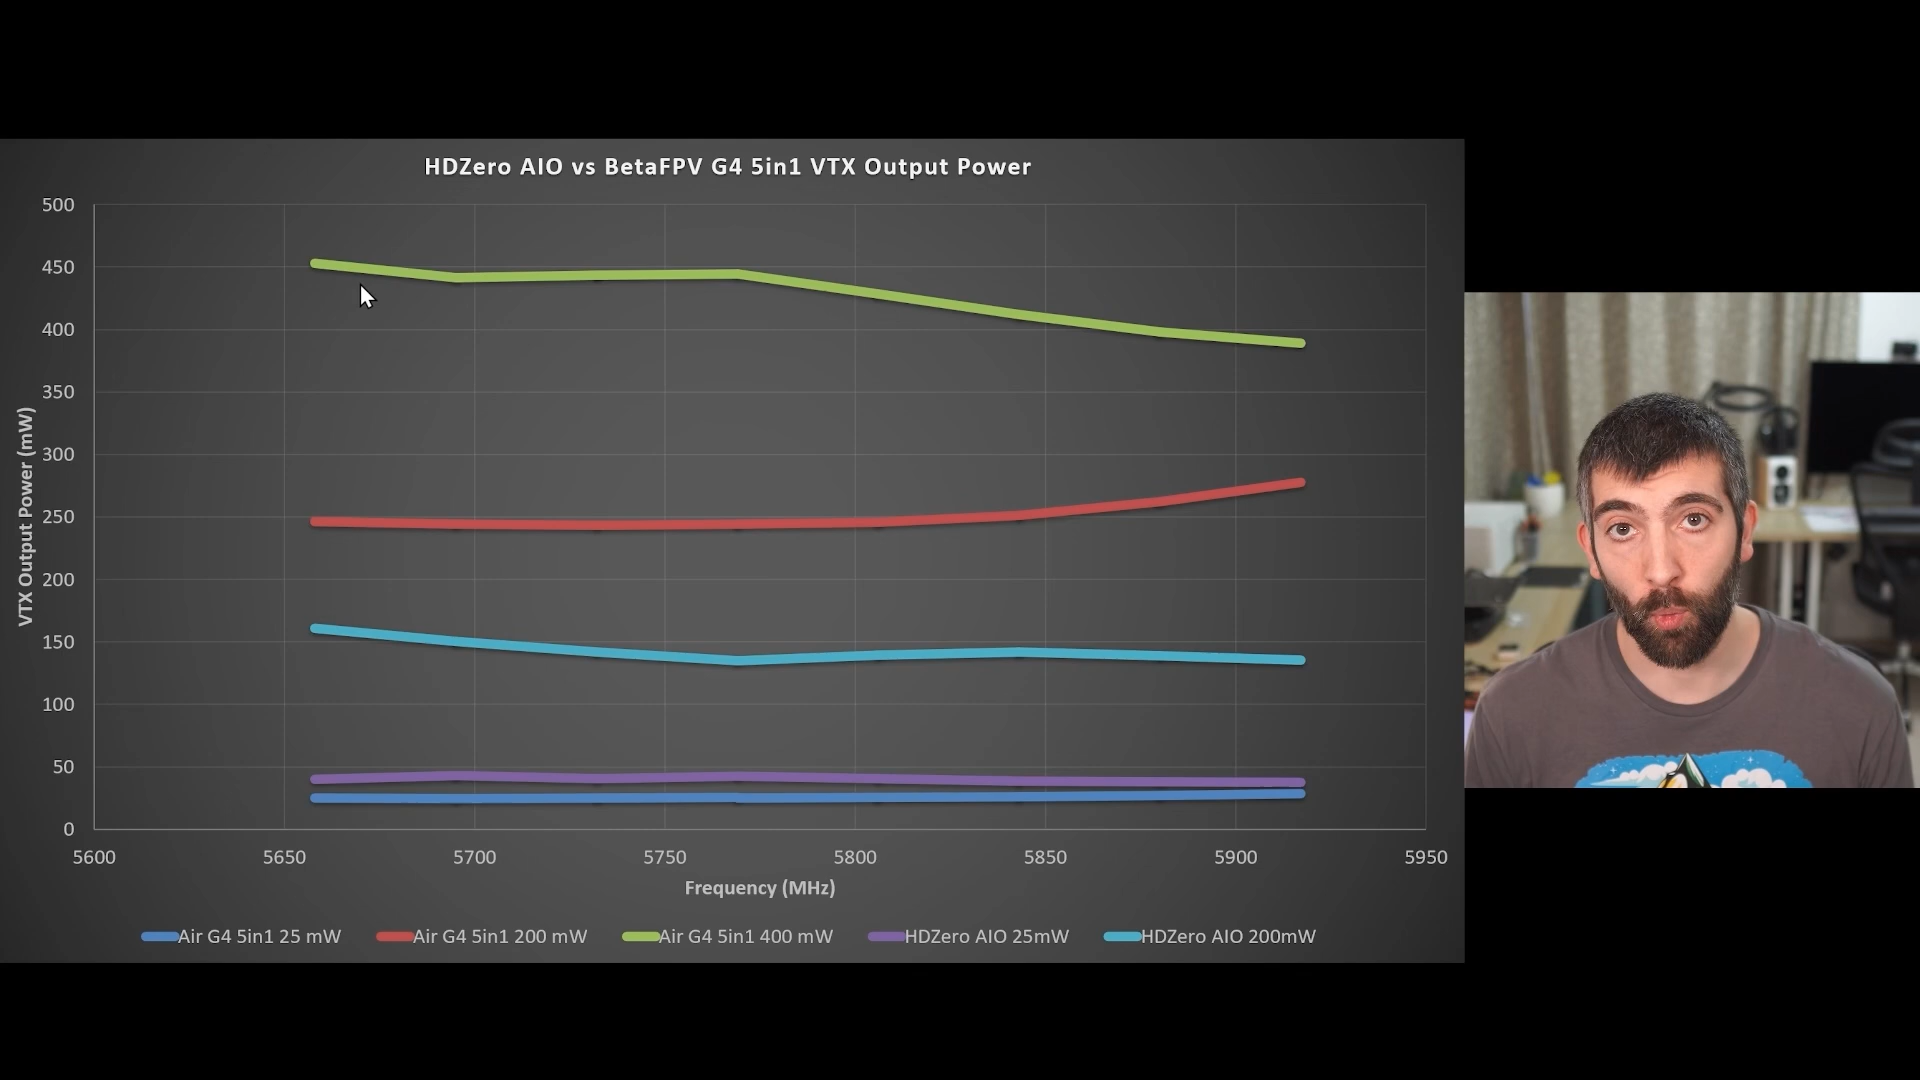 HDZero AIO vs BetaFPV G4 5in1 VTX Output Power
VTX Output Power (mW)
500
450
400
350
300
250
200
150
100
50
0
5600 5650 5700 5750 5800 5850 5900 5950
Frequency (MHz)
Air G4 5in1 25 mW Air G4 5in1 200 mW Air G4 5in1 400 mW HDZero AIO 25mW HDZero AIO 200mW